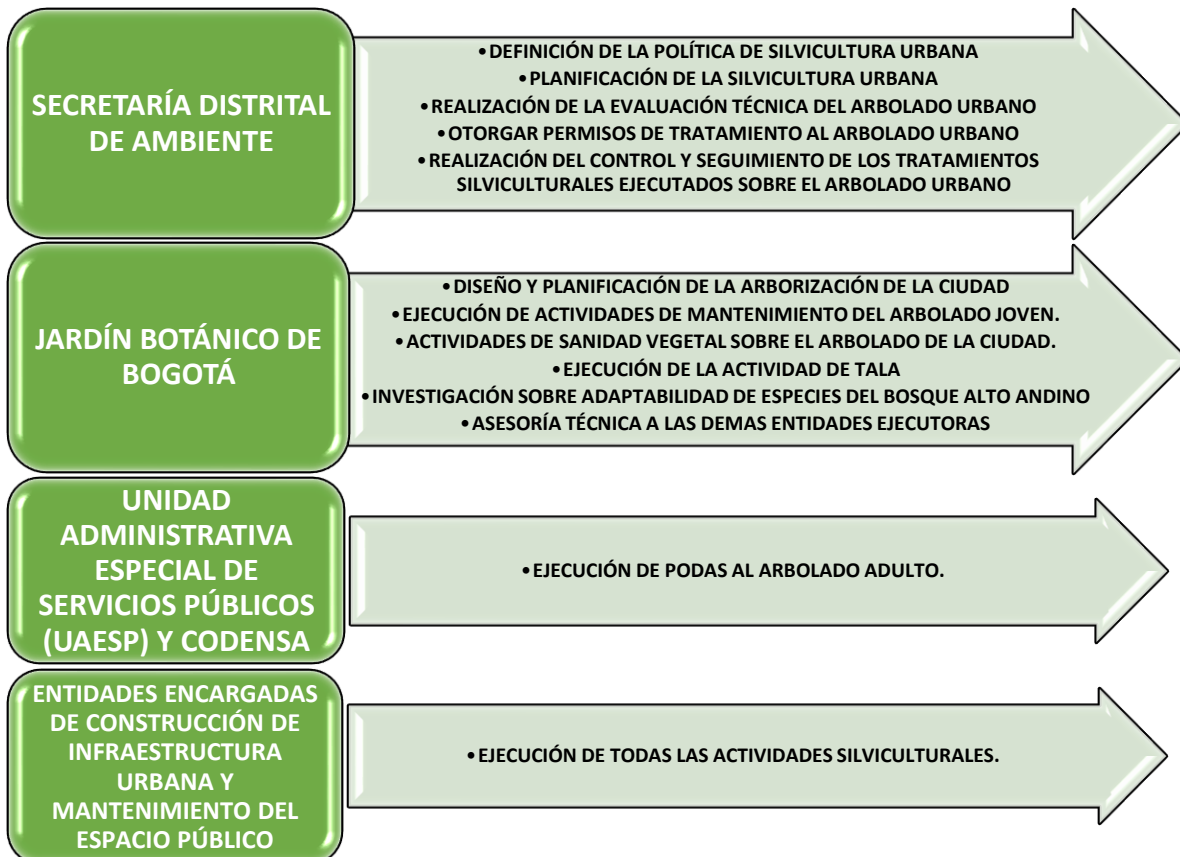 SECRETARÍA DISTRITAL
DE AMBIENTE
•DEFINICIÓN DE LA POLÍTICA DE SILVICULTURA URBANA
•PLANIFICACIÓN DE LA SILVICULTURA URBANA
•REALIZACIÓN DE LA EVALUACIÓN TÉCNICA DEL ARBOLADO URBANO
•OTORGAR PERMISOS DE TRATAMIENTO AL ARBOLADO URBANO
•REALIZACIÓN DEL CONTROL Y SEGUIMIENTO DE LOS TRATAMIENTOS
SILVICULTURALES EJECUTADOS SOBRE EL ARBOLADO URBANO
JARDÍN BOTÁNICO DE
BOGOTÁ
•DISEÑO Y PLANIFICACIÓN DE LA ARBORIZACIÓN DE LA CIUDAD
•EJECUCIÓN DE ACTIVIDADES DE MANTENIMIENTO DEL ARBOLADO JOVEN.
•ACTIVIDADES DE SANIDAD VEGETAL SOBRE EL ARBOLADO DE LA CIUDAD.
•EJECUCIÓN DE LA ACTIVIDAD DE TALA
•INVESTIGACIÓN SOBRE ADAPTABILIDAD DE ESPECIES DEL BOSQUE ALTO ANDINO
•ASESORÍA TÉCNICA A LAS DEMAS ENTIDADES EJECUTORAS
UNIDAD
ADMINISTRATIVA
ESPECIAL DE
SERVICIOS PÚBLICOS
(UAESP) Y CODENSA
•EJECUCIÓN DE PODAS AL ARBOLADO ADULTO.
ENTIDADES ENCARGADAS
DE CONSTRUCCIÓN DE
INFRAESTRUCTURA
URBANA Y
MANTENIMIENTO DEL
ESPACIO PÚBLICO
•EJECUCIÓN DE TODAS LAS ACTIVIDADES SILVICULTURALES.